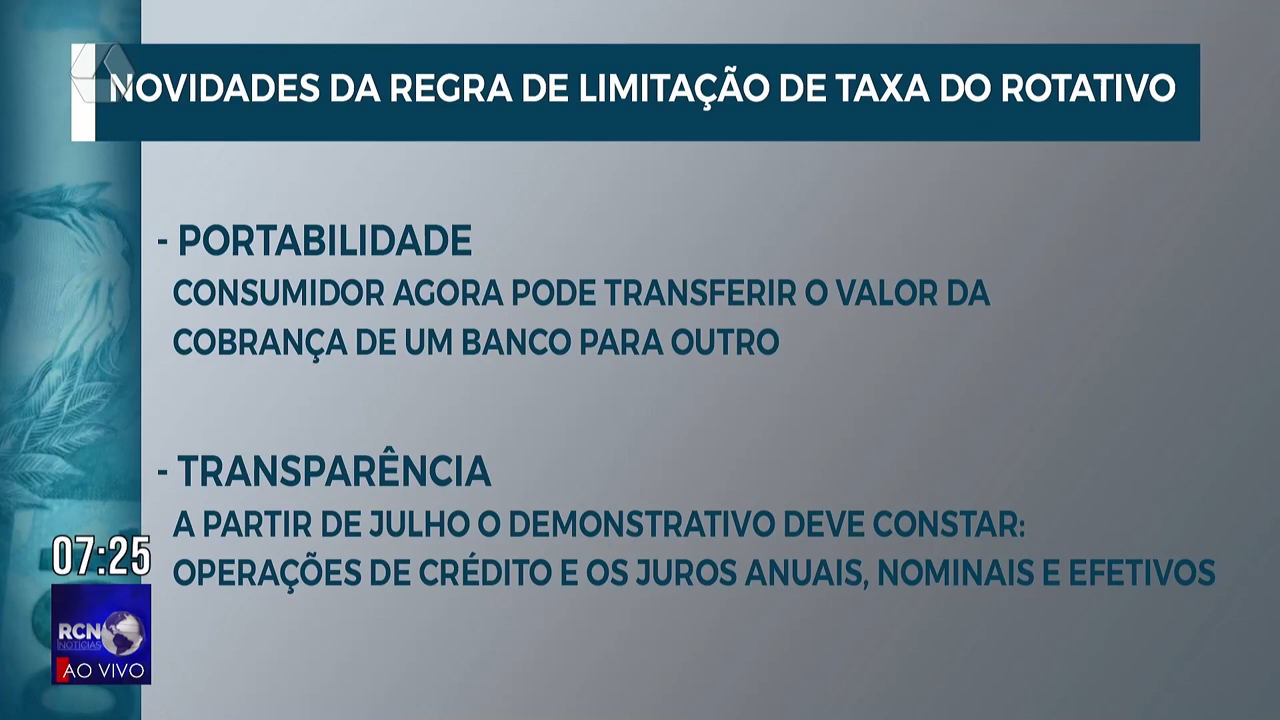 NOVIDADES DA REGRA DE LIMITAÇÃO DE TAXA DO ROTATIVO
- PORTABILIDADE
CONSUMIDOR AGORA PODE TRANSFERIR O VALOR DA
COBRANÇA DE UM BANCO PARA OUTRO
- TRANSPARÊNCIA
A PARTIR DE JULHO O DEMONSTRATIVO DEVE CONSTAR:
OPERAÇÕES DE CRÉDITO E OS JUROS ANUAIS, NOMINAIS E EFETIVOS
07:25
RCN
NOTÍCIAS
AO VIVO